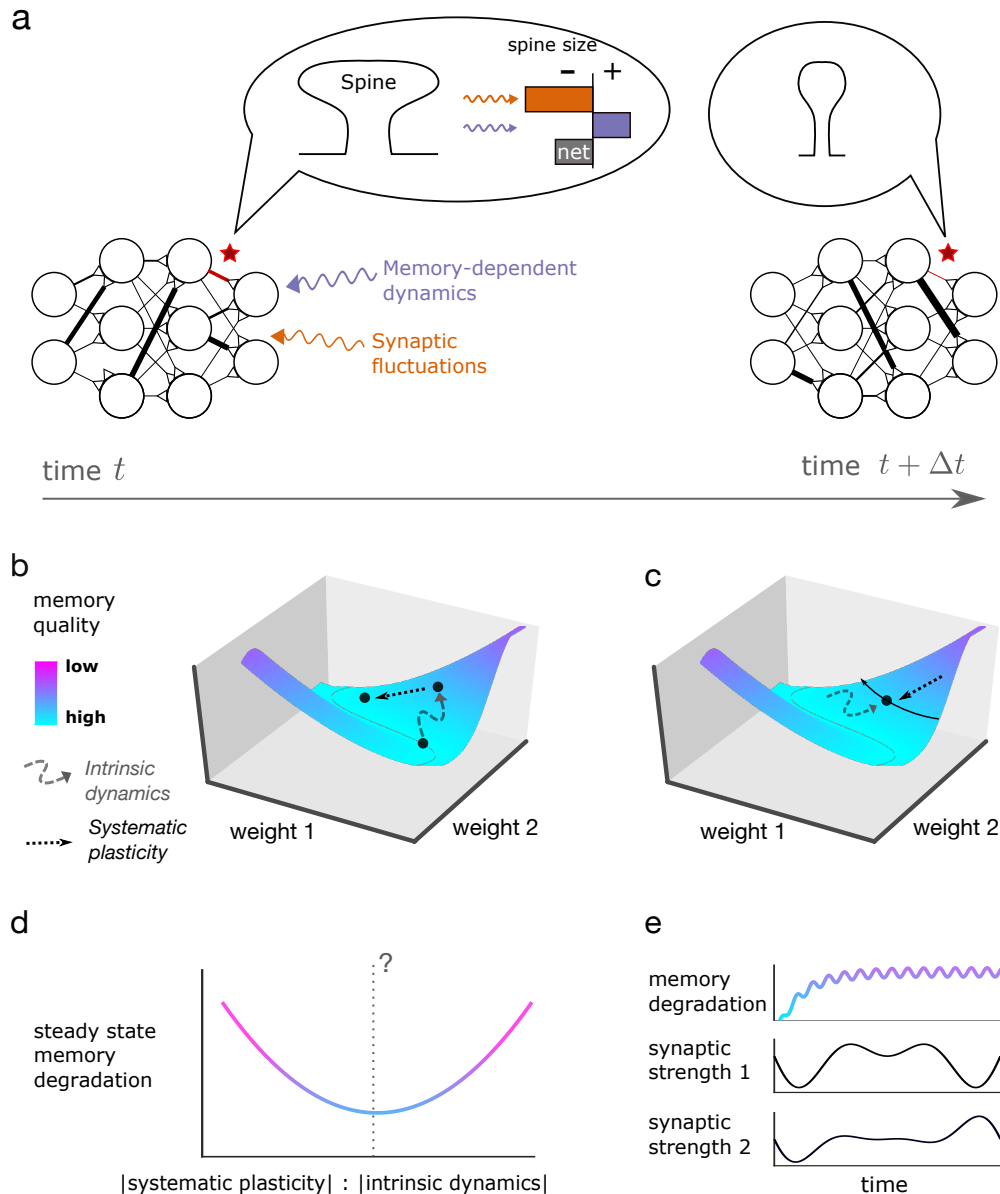 a
spine size
Spine
- +
net
Memory-dependent
dynamics
Synaptic
fluctuations
time t
time t + Δt
b
memory
quality
low
high
Intrinsic
dynamics
Systematic
plasticity
weight 1
weight 2
c
weight 1
weight 2
d
?
steady state
memory
degradation
|systematic plasticity| : |intrinsic dynamics|
e
memory
degradation
synaptic
strength 1
synaptic
strength 2
time